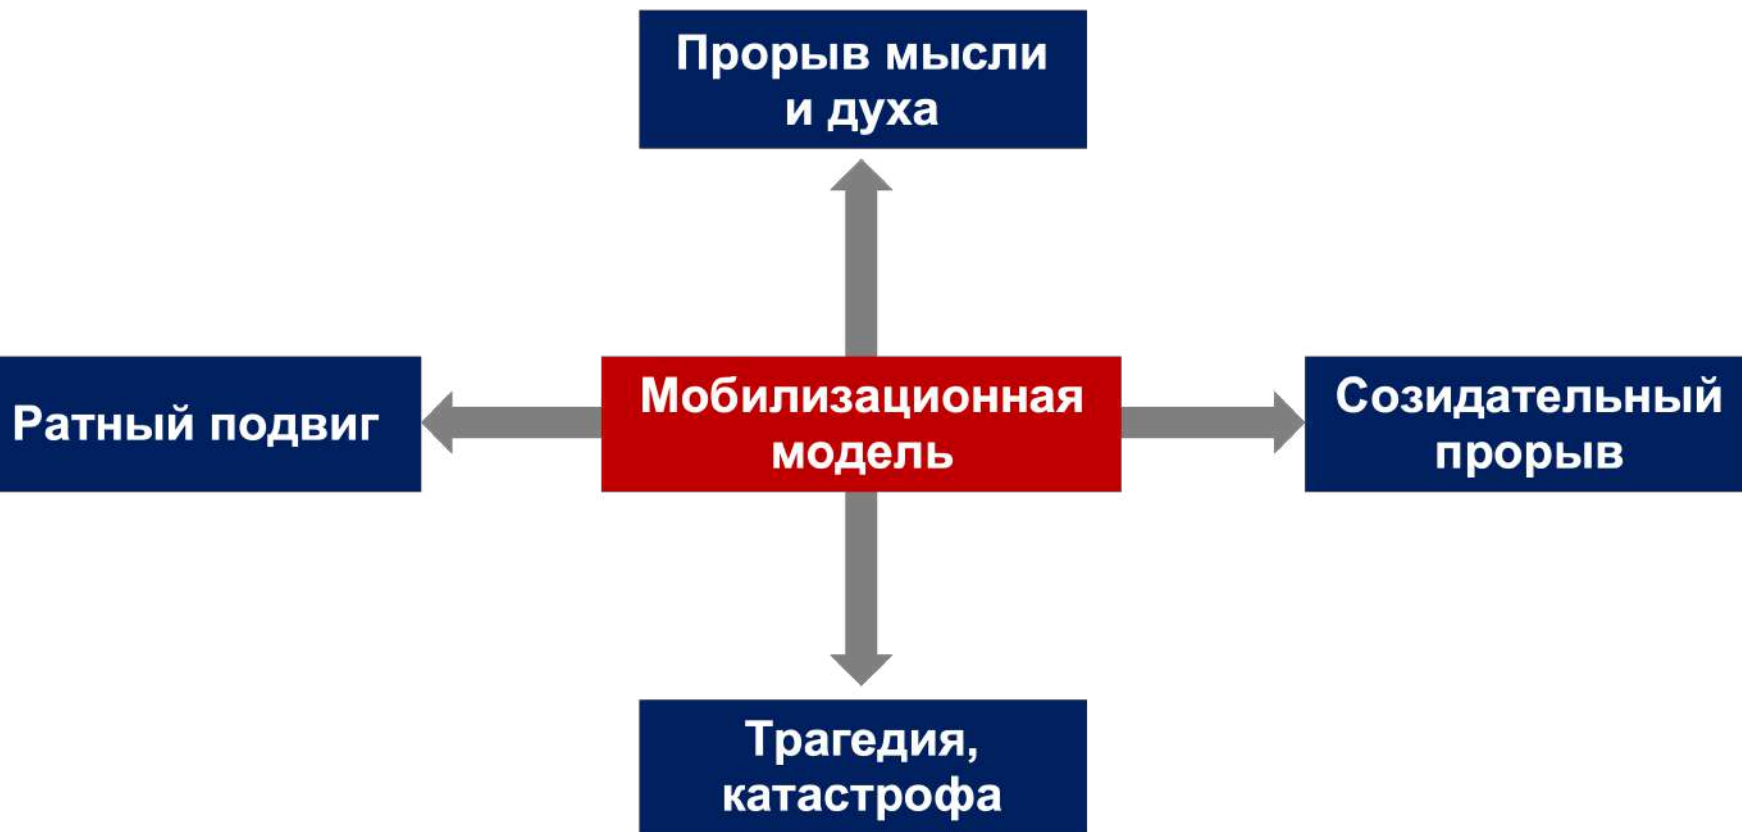 Прорыв мысли
и духа
Ратный подвиг
Мобилизационная
модель
Созидательный
прорыв
Трагедия,
катастрофа